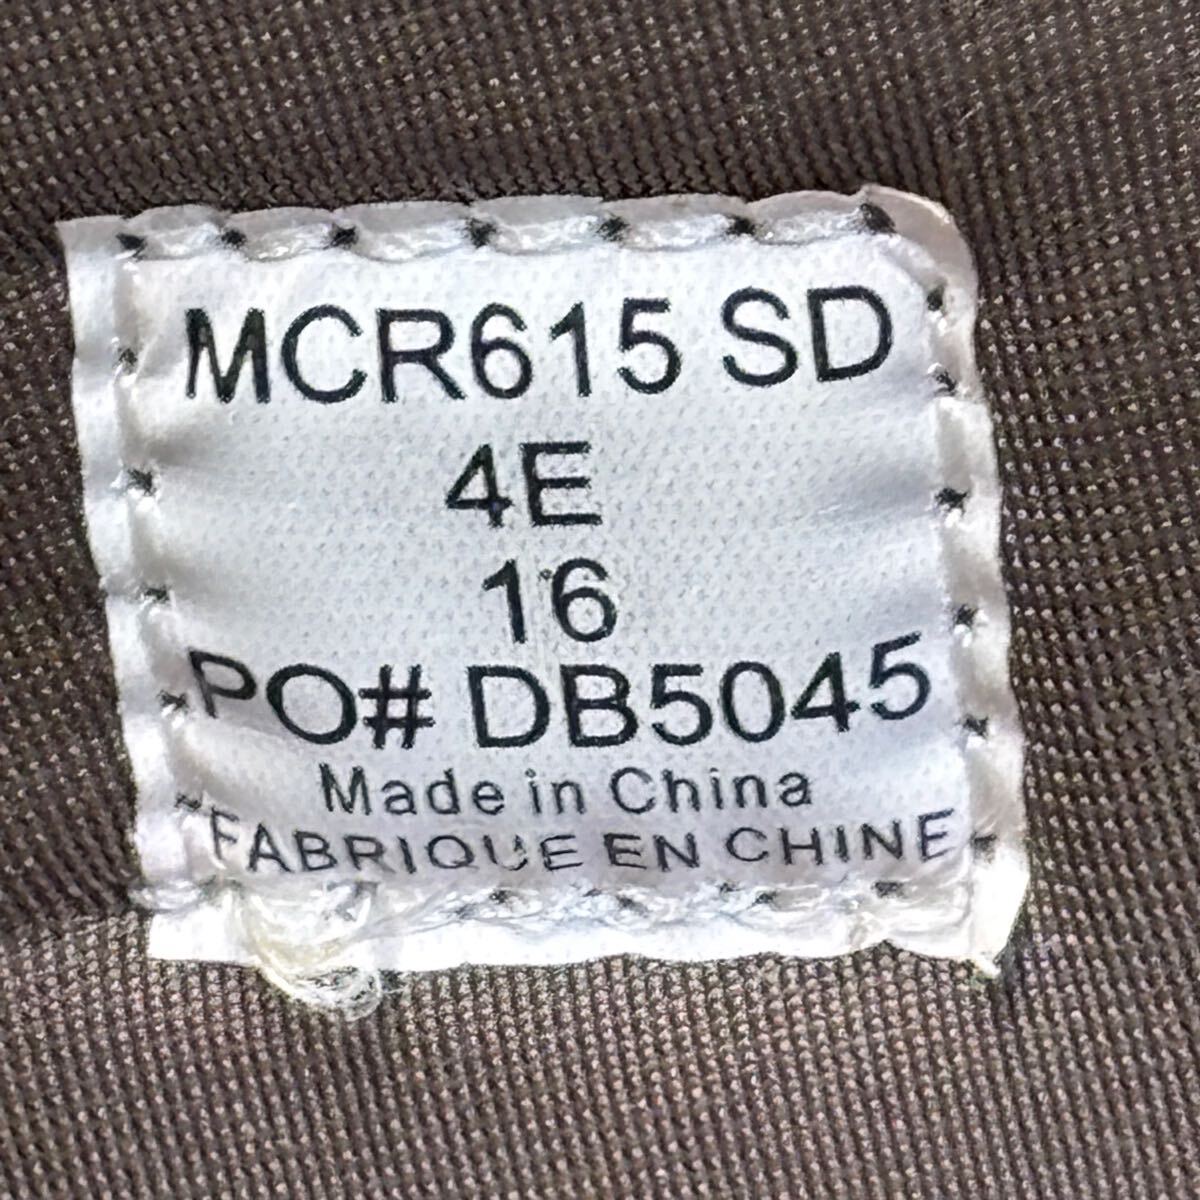 MCR615 SD
4E
16
PO# DB5045
Made in China
FABRIQUE EN CHINE